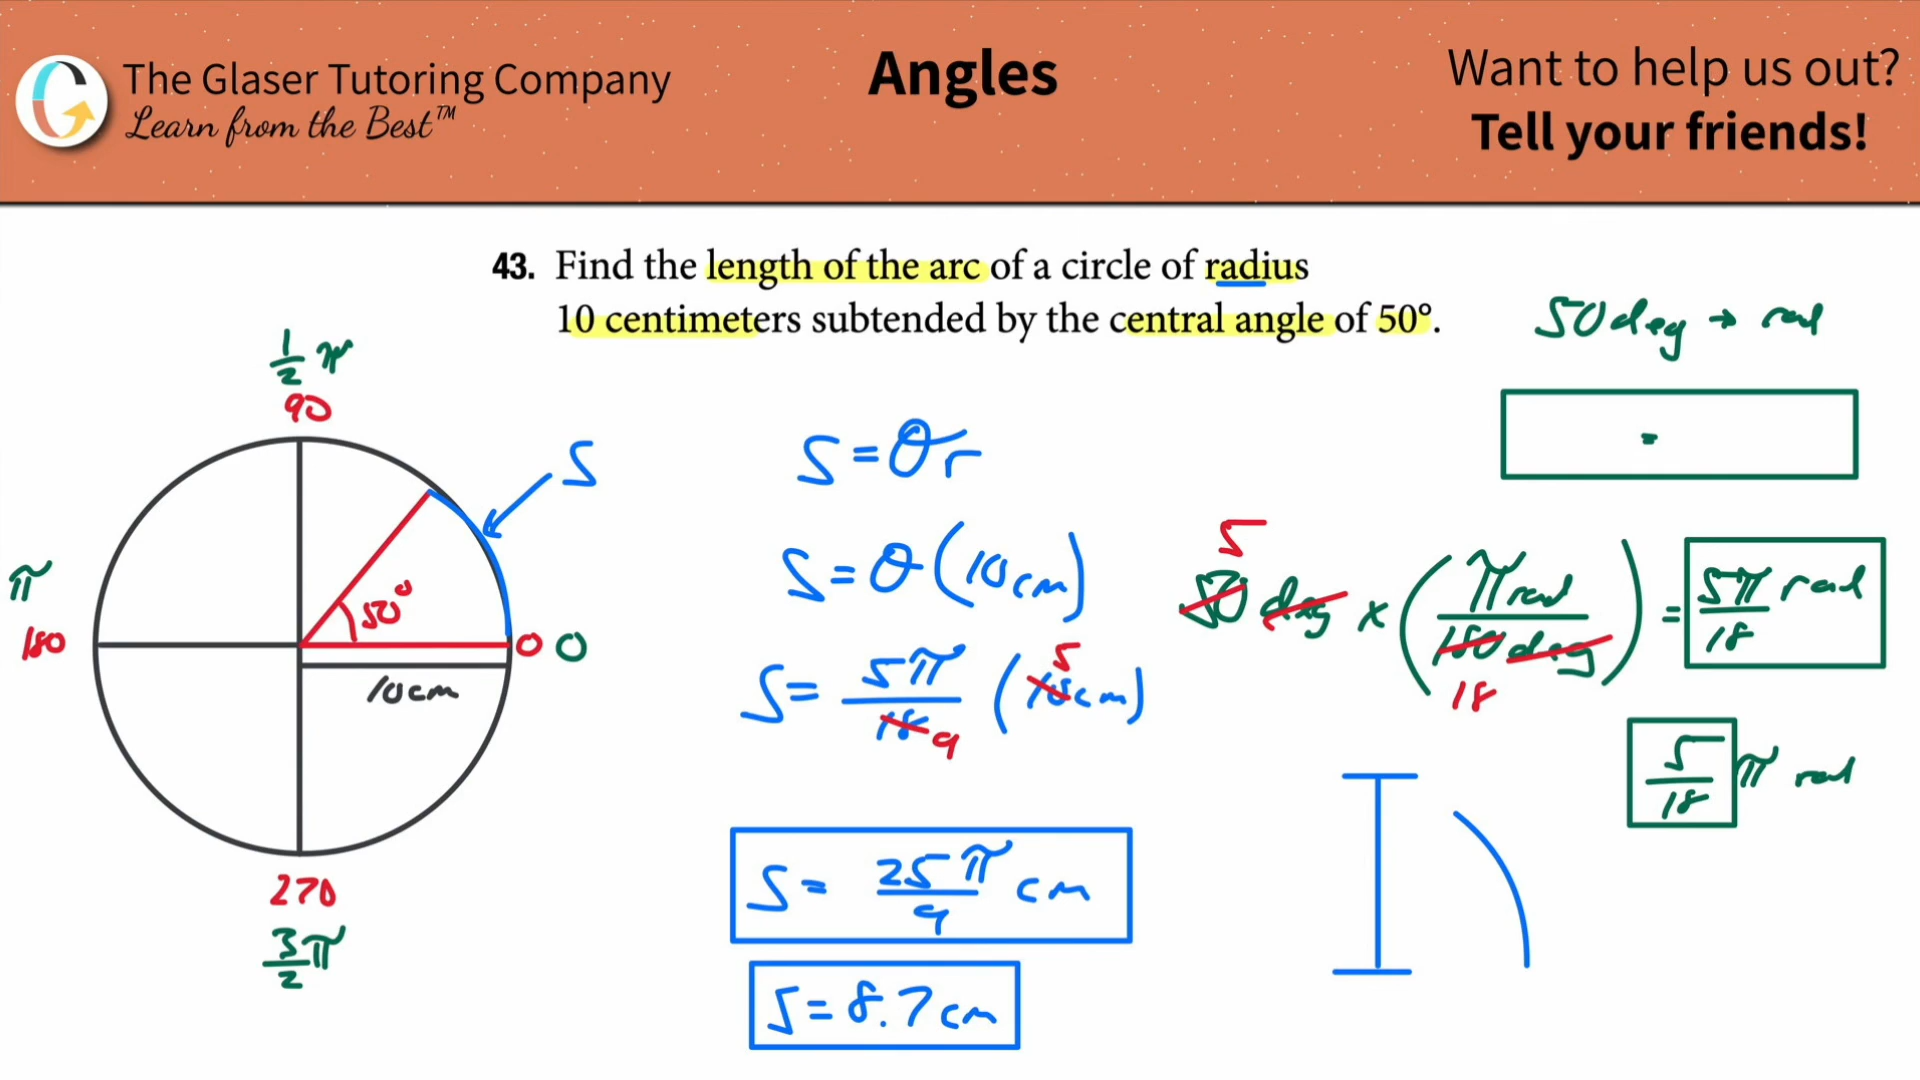 The Glaser Tutoring Company
Learn from the Best™
Angles
Want to help us out?
Tell your friends!
43. Find the length of the arc of a circle of radius
10 centimeters subtended by the central angle of 50°.
50 deg → rad
1/2 π
90
S
π
180
50°
0 0
10cm
270
3/2 π
S = θr
S = θ(10cm)
S = 5π/18 9 (10cm) 5
S = 25π/9 cm
S = 8.7cm
5
50 deg × (π rad/180 deg) = 5π/18 rad
18
5/18 π rad